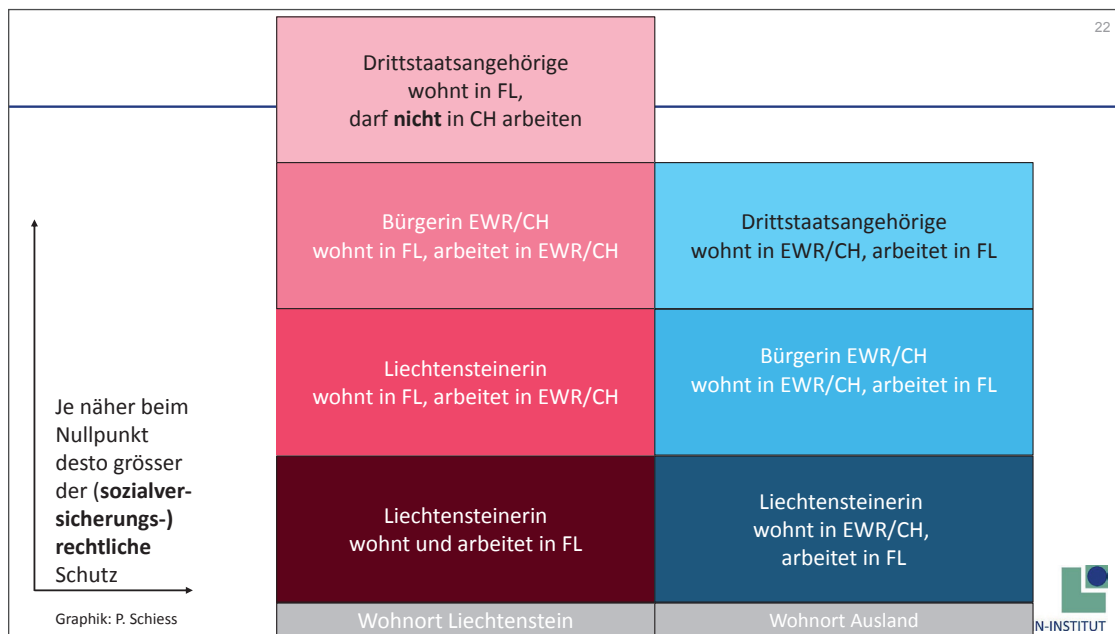 22
Drittstaatsangehörige
wohnt in FL,
darf nicht in CH arbeiten
Bürgerin EWR/CH
wohnt in FL, arbeitet in EWR/CH
Drittstaatsangehörige
wohnt in EWR/CH, arbeitet in FL
Liechtensteinerin
wohnt in FL, arbeitet in EWR/CH
Bürgerin EWR/CH
wohnt in EWR/CH, arbeitet in FL
Je näher beim
Nullpunkt
desto grösser
der (sozialver-
sicherungs-)
rechtliche
Schutz
Liechtensteinerin
wohnt und arbeitet in FL
Liechtensteinerin
wohnt in EWR/CH,
arbeitet in FL
Graphik: P. Schiess
Wohnort Liechtenstein
Wohnort Ausland
N-INSTITUT